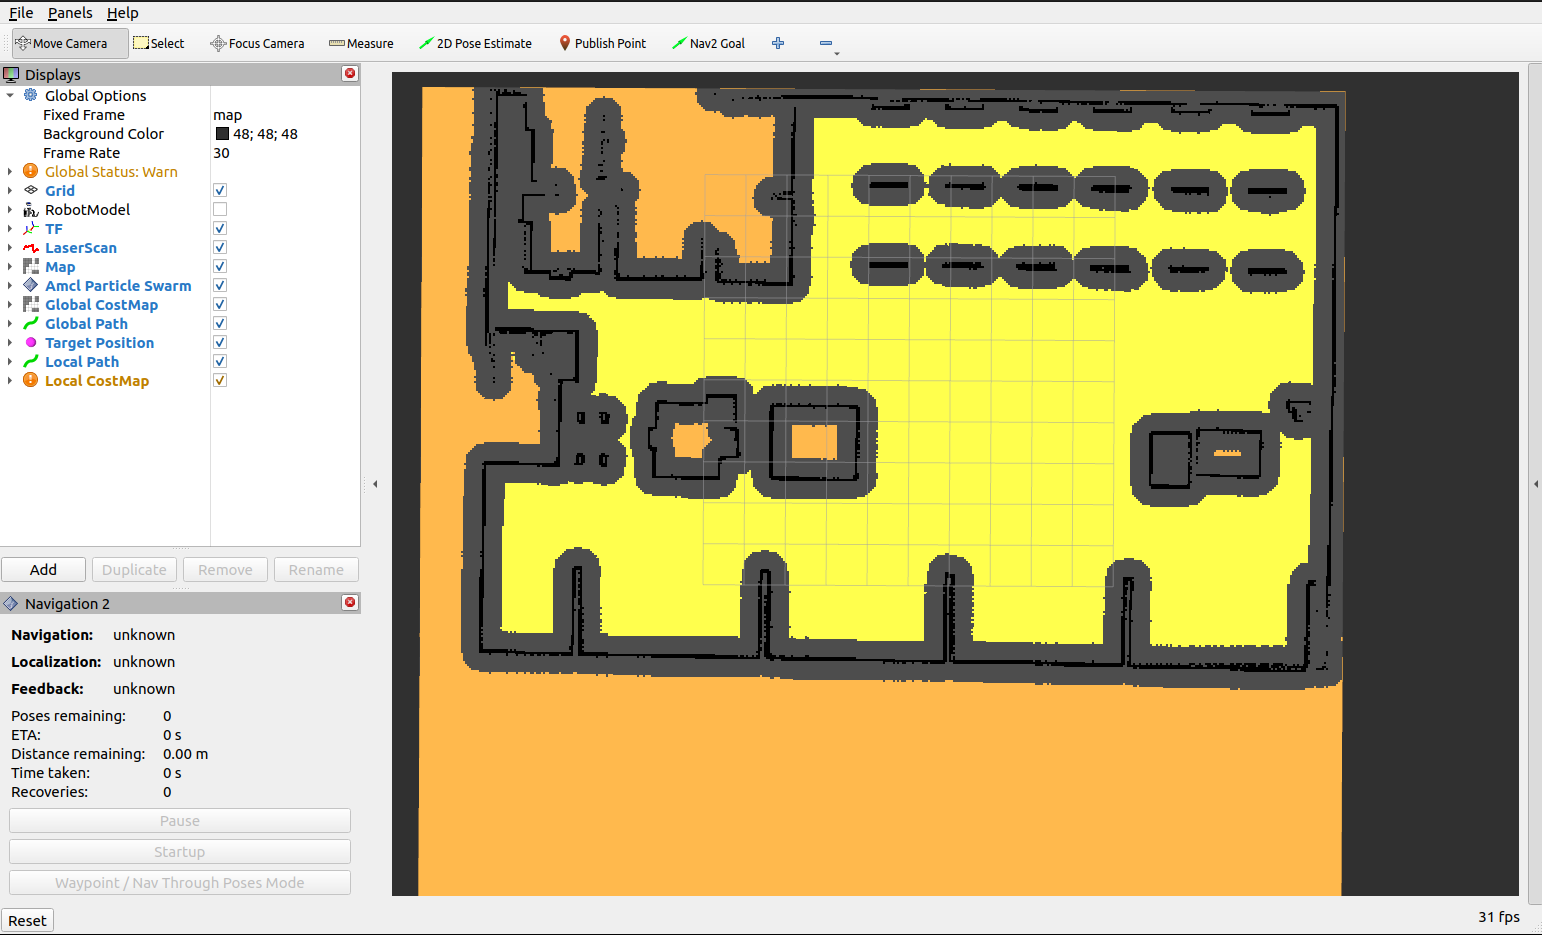 File Panels Help
Move Camera Select Focus Camera Measure 2D Pose Estimate Publish Point Nav2 Goal
Displays
Global Options
Fixed Frame map
Background Color 48; 48; 48
Frame Rate 30
Global Status: Warn
Grid
RobotModel
TF
LaserScan
Map
Amcl Particle Swarm
Global CostMap
Global Path
Target Position
Local Path
Local CostMap
Add Duplicate Remove Rename
Navigation 2
Navigation: unknown
Localization: unknown
Feedback: unknown
Poses remaining: 0
ETA: 0 s
Distance remaining: 0.00 m
Time taken: 0 s
Recoveries: 0
Pause
Startup
Waypoint / Nav Through Poses Mode
Reset 31 fps